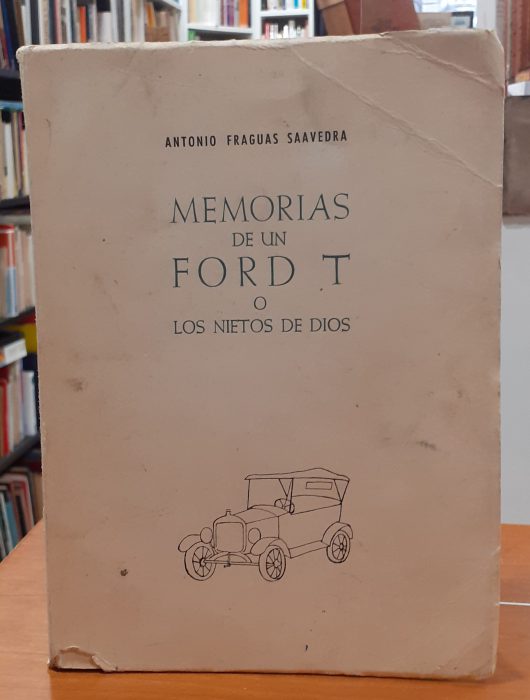 ANTONIO FRAGUAS SAAVEDRA
MEMORIAS
DE UN
FORD T
O
LOS NIETOS DE DIOS